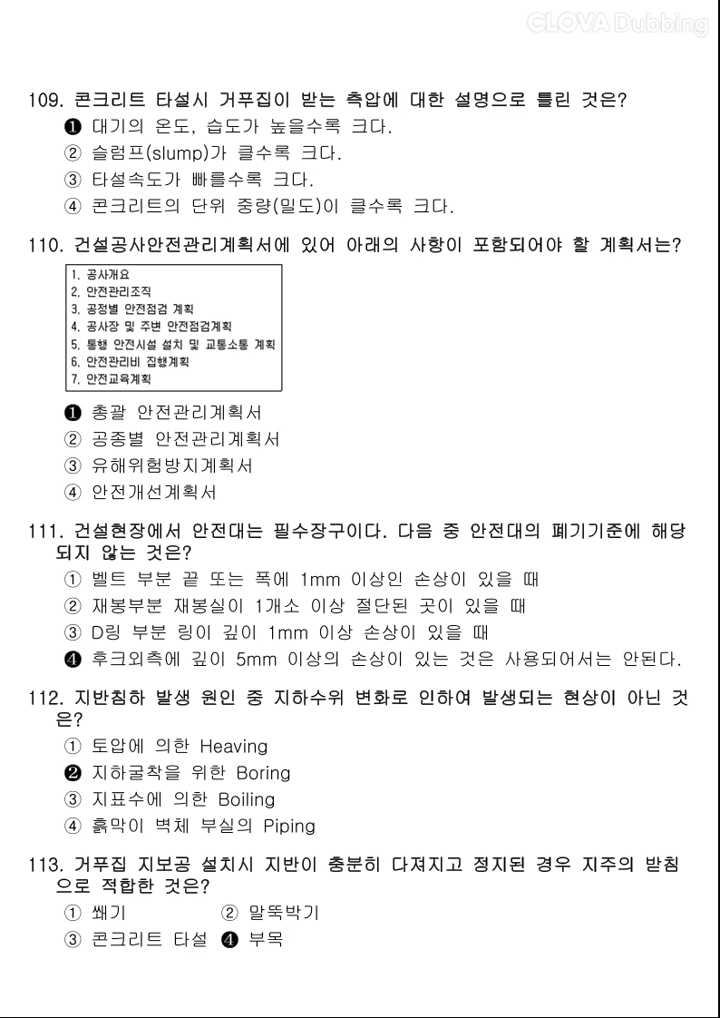 CLOVA Dubbing
109. 콘크리트 타설시 거푸집이 받는 측압에 대한 설명으로 틀린 것은?
❶ 대기의 온도, 습도가 높을수록 크다.
② 슬럼프(slump)가 클수록 크다.
③ 타설속도가 빠를수록 크다.
④ 콘크리트의 단위 중량(밀도)이 클수록 크다.
110. 건설공사안전관리계획서에 있어 아래의 사항이 포함되어야 할 계획서는?
1. 공사개요
2. 안전관리조직
3. 공정별 안전점검 계획
4. 공사장 및 주변 안전점검계획
5. 통행 안전시설 설치 및 교통소통 계획
6. 안전관리비 집행계획
7. 안전교육계획
❶ 총괄 안전관리계획서
② 공종별 안전관리계획서
③ 유해위험방지계획서
④ 안전개선계획서
111. 건설현장에서 안전대는 필수장구이다. 다음 중 안전대의 폐기기준에 해당
되지 않는 것은?
① 벨트 부분 끝 또는 폭에 1mm 이상인 손상이 있을 때
② 재봉부분 재봉실이 1개소 이상 절단된 곳이 있을 때
③ D링 부분 링이 깊이 1mm 이상 손상이 있을 때
❹ 후크외측에 깊이 5mm 이상의 손상이 있는 것은 사용되어서는 안된다.
112. 지반침하 발생 원인 중 지하수위 변화로 인하여 발생되는 현상이 아닌 것
은?
① 토압에 의한 Heaving
❷ 지하굴착을 위한 Boring
③ 지표수에 의한 Boiling
④ 흙막이 벽체 부실의 Piping
113. 거푸집 지보공 설치시 지반이 충분히 다져지고 정지된 경우 지주의 받침
으로 적합한 것은?
① 쐐기 ② 말뚝박기
③ 콘크리트 타설 ❹ 부목